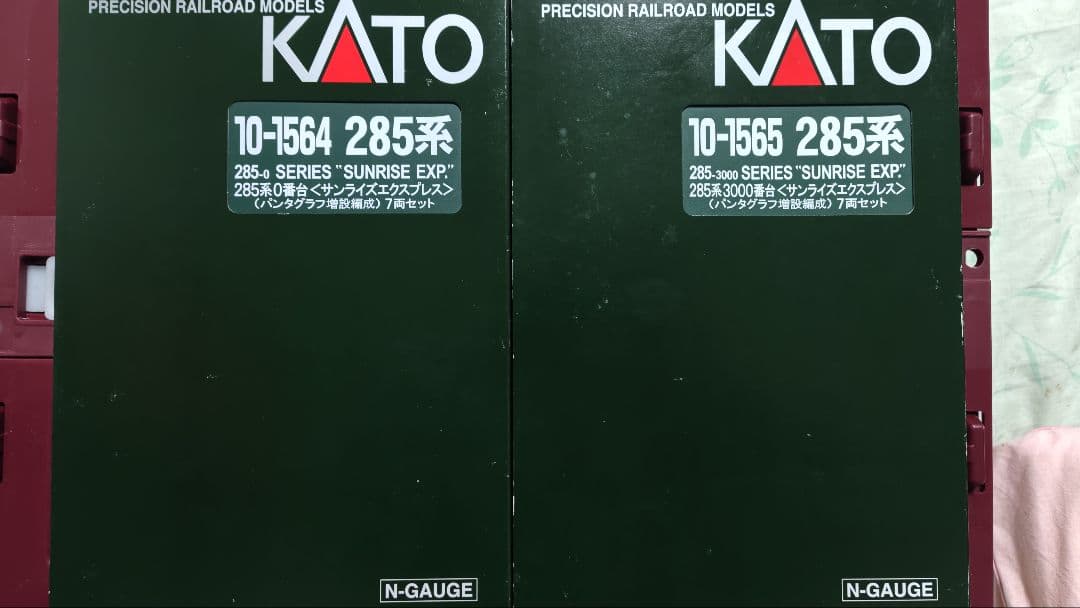 PRECISION RAILROAD MODELS
KATO
10-1564 285系
285-0 SERIES "SUNRISE EXP."
285系0番台<サンライズエクスプレス>
(パンタグラフ増設編成) 7両セット
N-GAUGE
PRECISION RAILROAD MODELS
KATO
10-1565 285系
285-3000 SERIES "SUNRISE EXP."
285系3000番台<サンライズエクスプレス>
(パンタグラフ増設編成) 7両セット
N-GAUGE